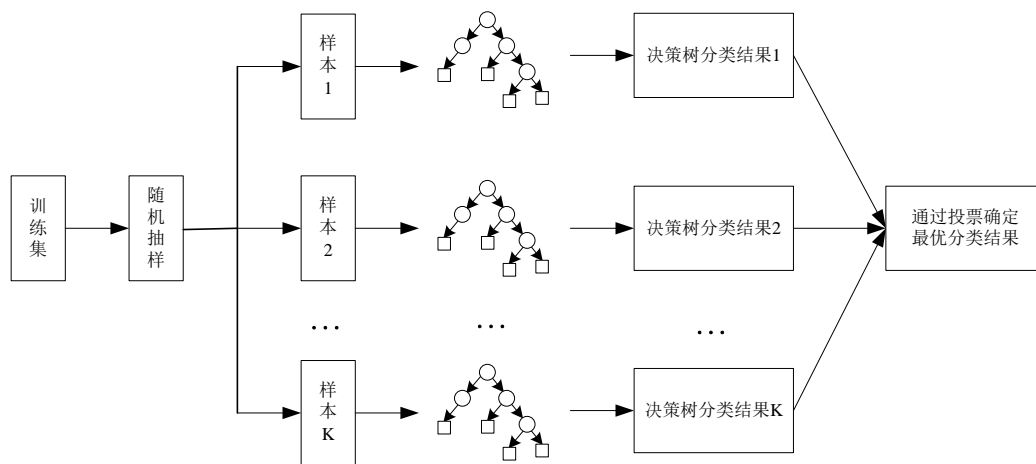 训练集
随机抽样
样本1
决策树分类结果1
样本2
决策树分类结果2
通过投票确定
最优分类结果
...
...
...
样本K
决策树分类结果K